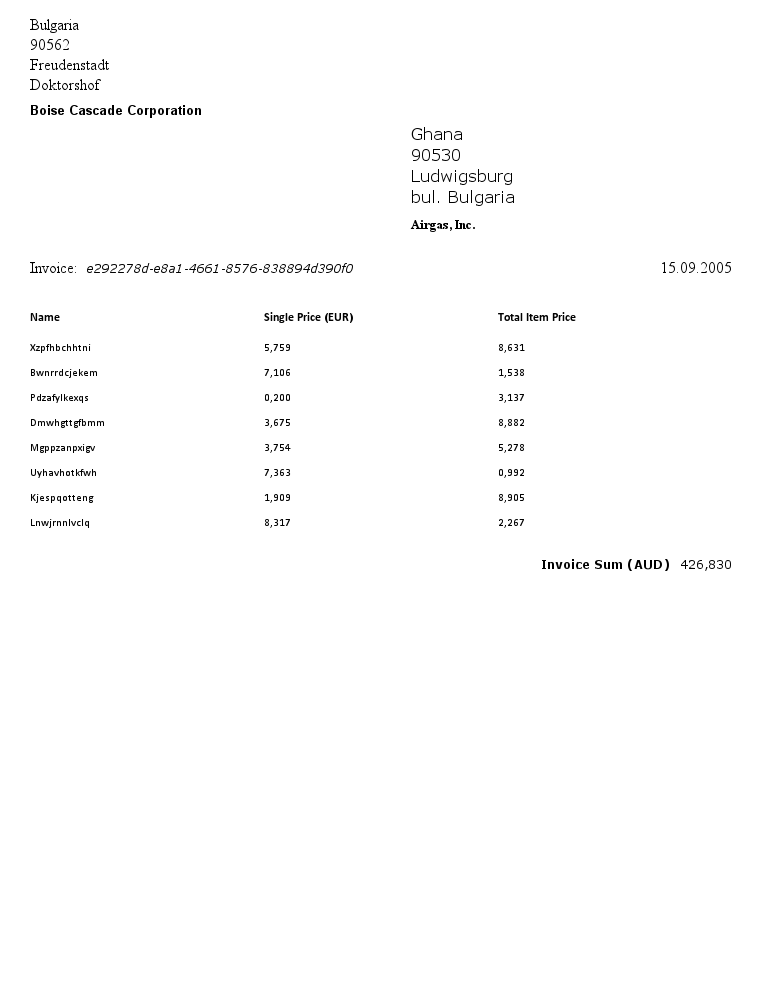 Bulgaria
90562
Freudenstadt
Doktorshof
Boise Cascade Corporation
Ghana
90530
Ludwigsburg
bul. Bulgaria
Airgas, Inc.
Invoice: e292278d-e8a1-4661-8576-838894d390f0 15.09.2005
Name Single Price (EUR) Total Item Price
Xzpfhbchhtni 5,759 8,631
Bwnrrdcjekem 7,106 1,538
Pdzafylkexqs 0,200 3,137
Dmwhgttgfbmm 3,675 8,882
Mgppzanpxigv 3,754 5,278
Uyhavhotkfwh 7,363 0,992
Kjespqotteng 1,909 8,905
Lnwjrnnlvclq 8,317 2,267
Invoice Sum (AUD) 426,830